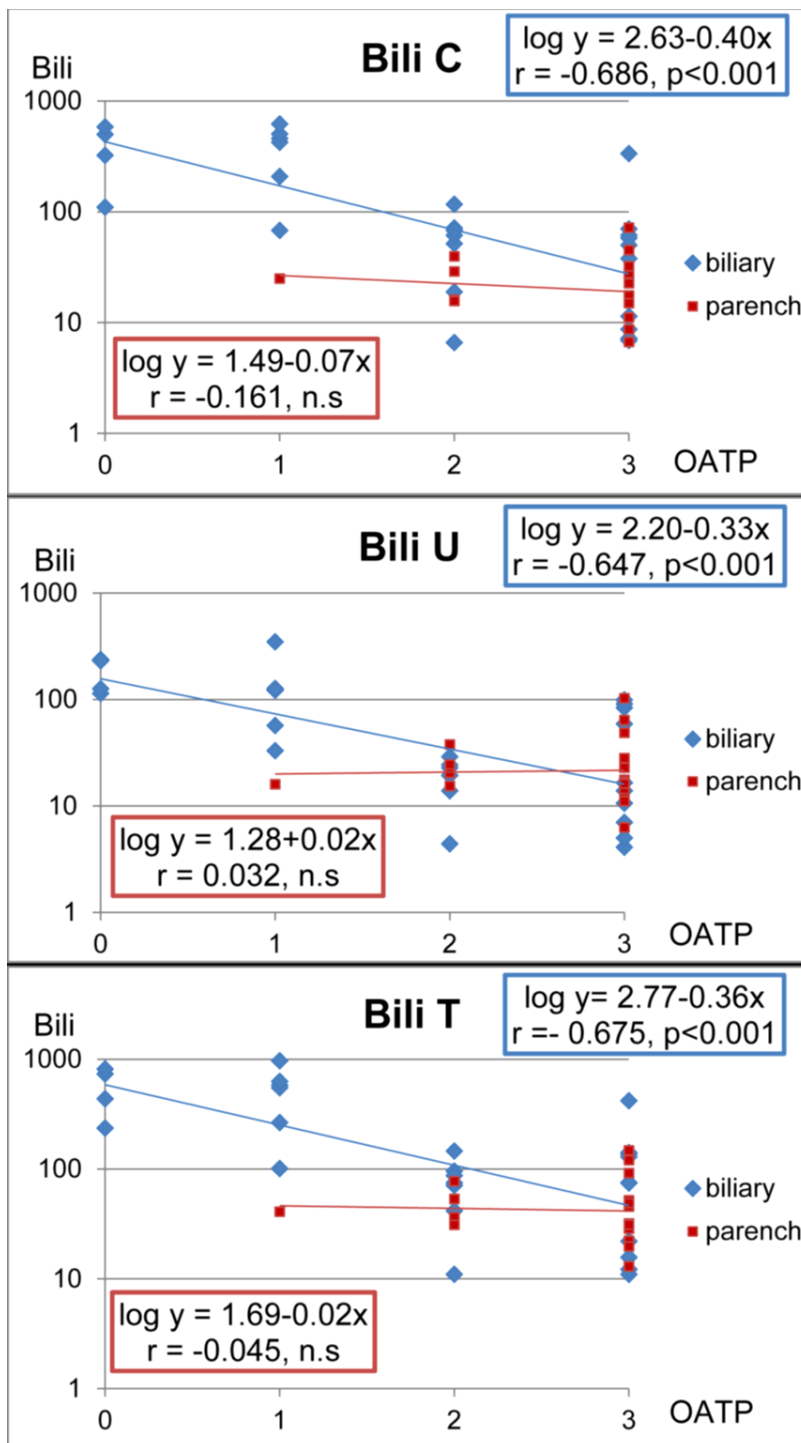 Bili
Bili C
log y = 2.63-0.40x
r = -0.686, p<0.001
1000
100
10
1
biliary
parench
log y = 1.49-0.07x
r = -0.161, n.s
0 1 2 3 OATP
Bili
Bili U
log y = 2.20-0.33x
r = -0.647, p<0.001
1000
100
10
1
biliary
parench
log y = 1.28+0.02x
r = 0.032, n.s
0 1 2 3 OATP
Bili
Bili T
log y= 2.77-0.36x
r =- 0.675, p<0.001
1000
100
10
1
biliary
parench
log y = 1.69-0.02x
r = -0.045, n.s
0 1 2 3 OATP